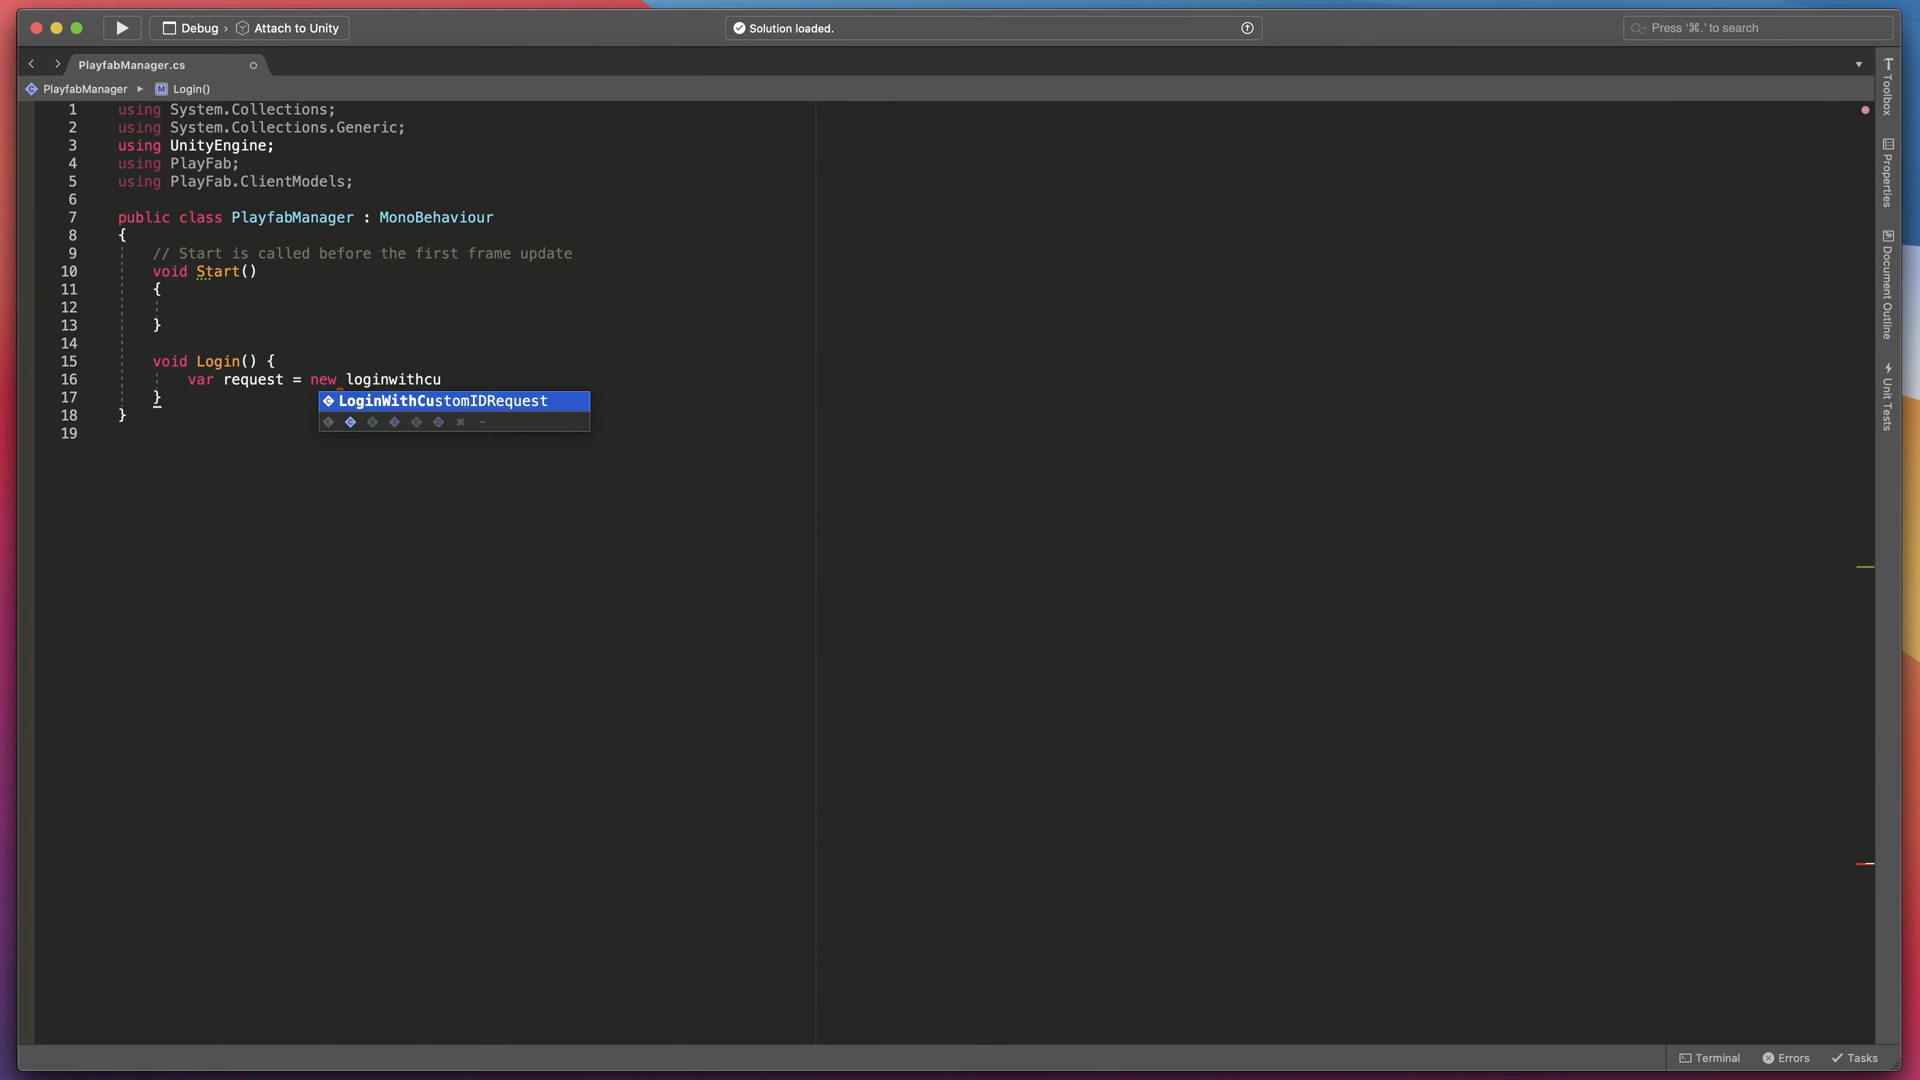 Debug › Attach to Unity
Solution loaded.
Press '⌘.' to search
PlayfabManager.cs
PlayfabManager ▸ M Login()
1 using System.Collections;
2 using System.Collections.Generic;
3 using UnityEngine;
4 using PlayFab;
5 using PlayFab.ClientModels;
6
7 public class PlayfabManager : MonoBehaviour
8 {
9 // Start is called before the first frame update
10 void Start()
11 {
12
13 }
14
15 void Login() {
16 var request = new loginwithcu
LoginWithCustomIDRequest
17 }
18 }
19
Toolbox
Properties
Document Outline
Unit Tests
Terminal
Errors
Tasks